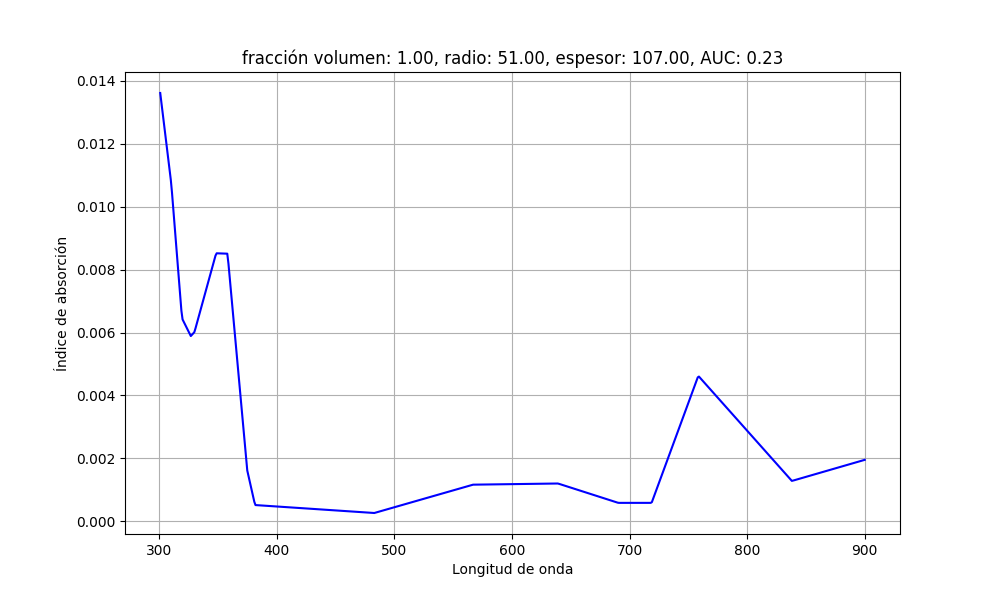 fracción volumen: 1.00, radio: 51.00, espesor: 107.00, AUC: 0.23
0.014
0.012
0.010
0.008
0.006
0.004
0.002
0.000
Índice de absorción
300 400 500 600 700 800 900
Longitud de onda